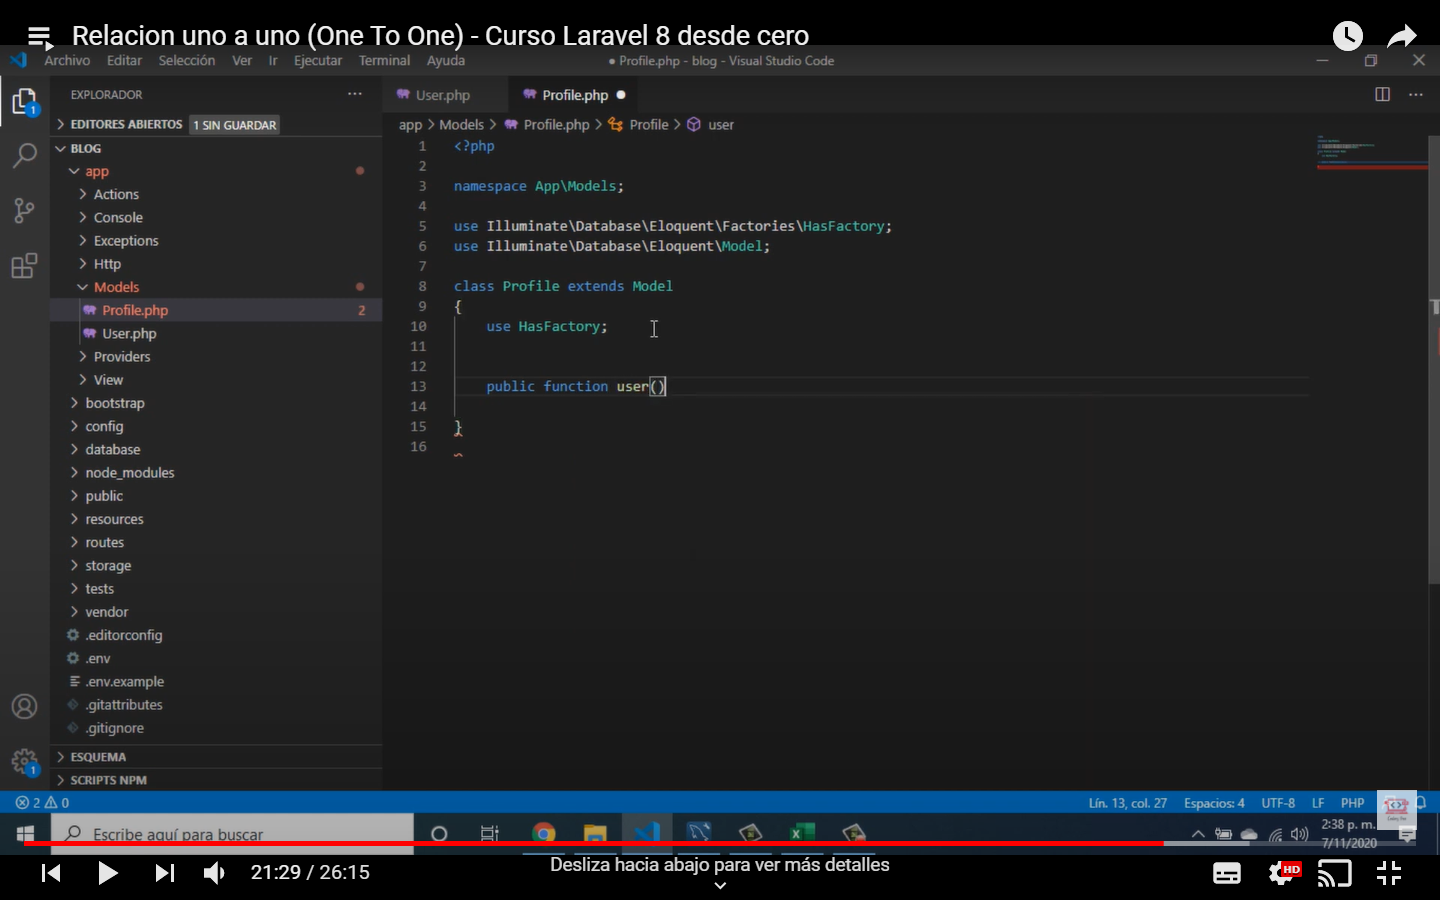 Relacion uno a uno (One To One) - Curso Laravel 8 desde cero
Archivo Editar Selección Ver Ir Ejecutar Terminal Ayuda
● Profile.php - blog - Visual Studio Code
EXPLORADOR
EDITORES ABIERTOS 1 SIN GUARDAR
BLOG
app
Actions
Console
Exceptions
Http
Models
Profile.php 2
User.php
Providers
View
bootstrap
config
database
node_modules
public
resources
routes
storage
tests
vendor
.editorconfig
.env
.env.example
.gitattributes
.gitignore
ESQUEMA
SCRIPTS NPM
1
1
User.php
Profile.php ●
app > Models > Profile.php > Profile > user
1 <?php
2
3 namespace App\Models;
4
5 use Illuminate\Database\Eloquent\Factories\HasFactory;
6 use Illuminate\Database\Eloquent\Model;
7
8 class Profile extends Model
9 {
10 use HasFactory;
11
12
13 public function user()
14
15 }
16
2 0
Lín. 13, col. 27 Espacios: 4 UTF-8 LF PHP
Escribe aquí para buscar
2:38 p. m.
7/11/2020
21:29 / 26:15
Desliza hacia abajo para ver más detalles
HD